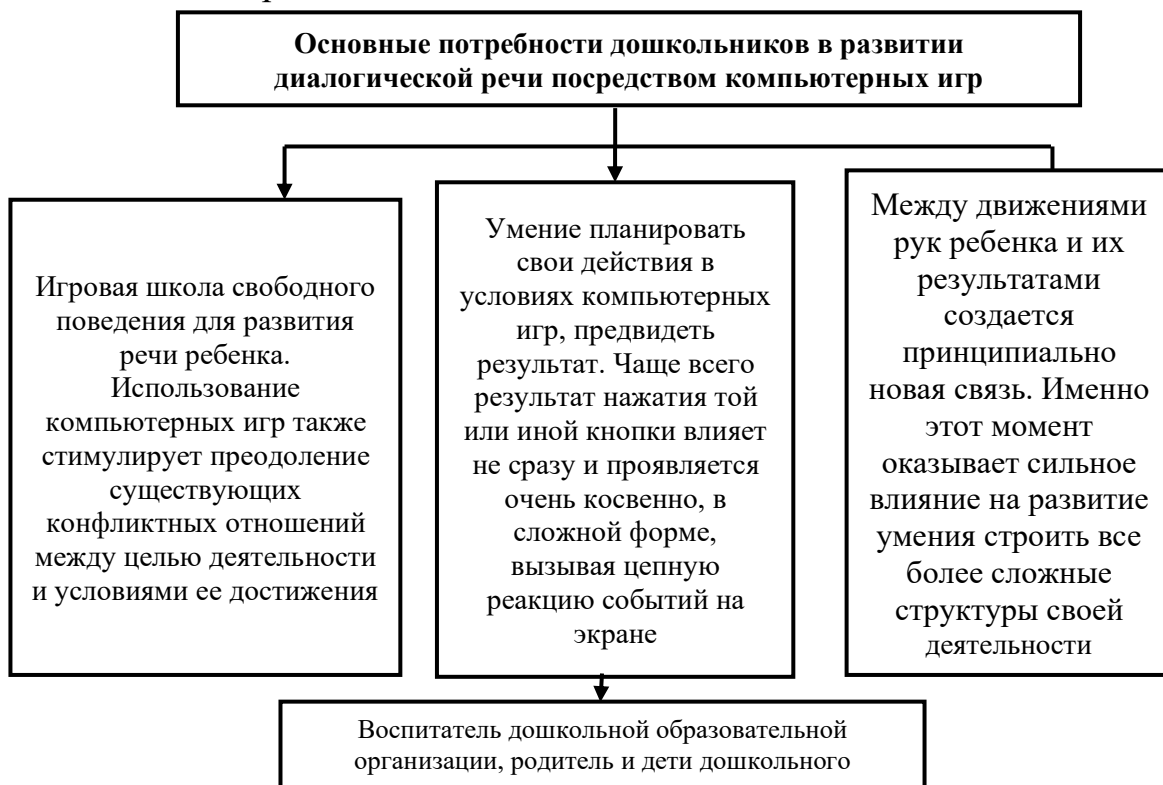 Основные потребности дошкольников в развитии
диалогической речи посредством компьютерных игр
Игровая школа свободного
поведения для развития
речи ребенка.
Использование
компьютерных игр также
стимулирует преодоление
существующих
конфликтных отношений
между целью деятельности
и условиями ее достижения
Умение планировать
свои действия в
условиях компьютерных
игр, предвидеть
результат. Чаще всего
результат нажатия той
или иной кнопки влияет
не сразу и проявляется
очень косвенно, в
сложной форме,
вызывая цепную
реакцию событий на
экране
Между движениями
рук ребенка и их
результатами
создается
принципиально
новая связь. Именно
этот момент
оказывает сильное
влияние на развитие
умения строить все
более сложные
структуры своей
деятельности
Воспитатель дошкольной образовательной
организации, родитель и дети дошкольного